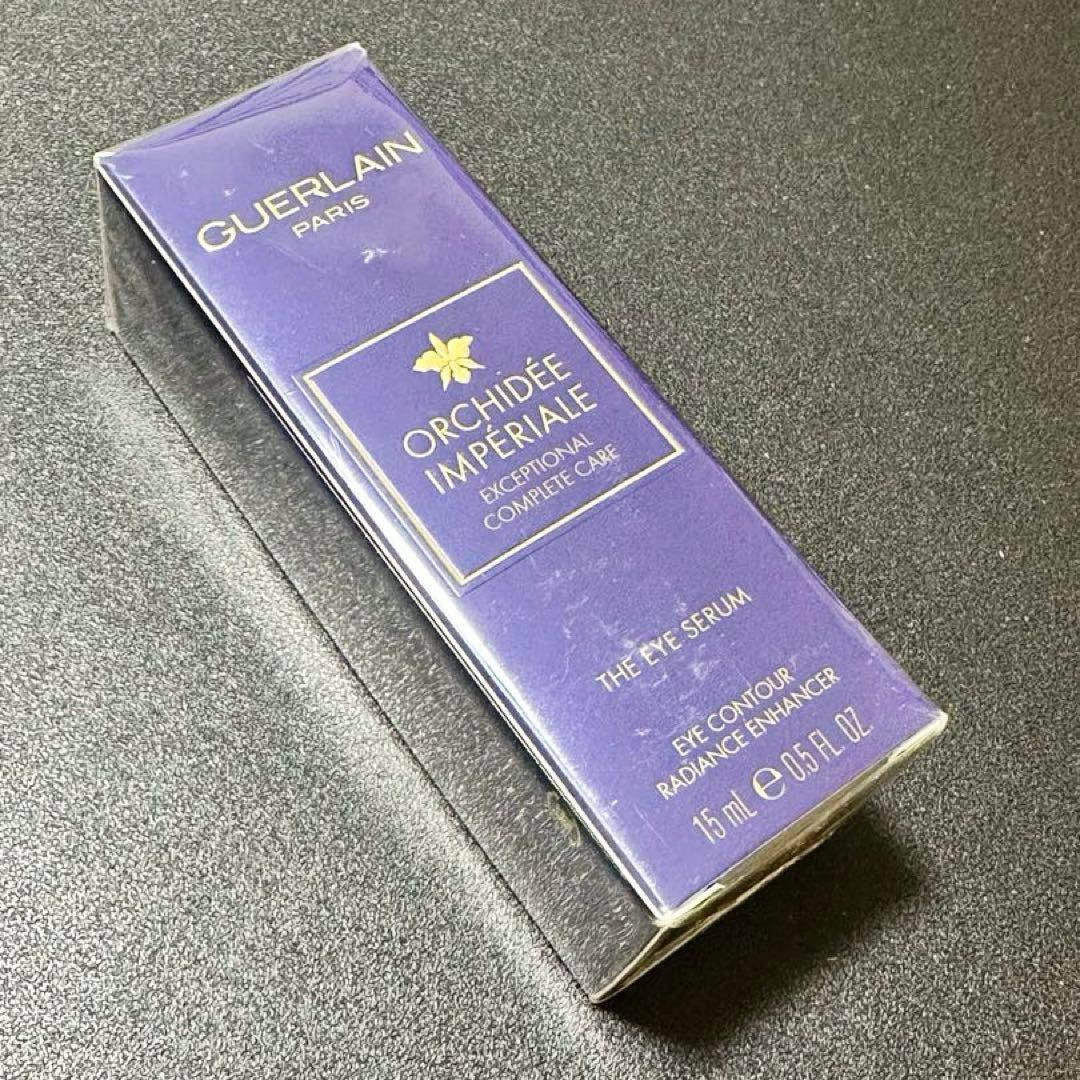 GUERLAIN
PARIS
ORCHIDÉE
IMPÉRIALE
EXCEPTIONAL
COMPLETE CARE
THE EYE SERUM
EYE CONTOUR
RADIANCE ENHANCER
15 mL ℮ 0.5 FL. OZ.